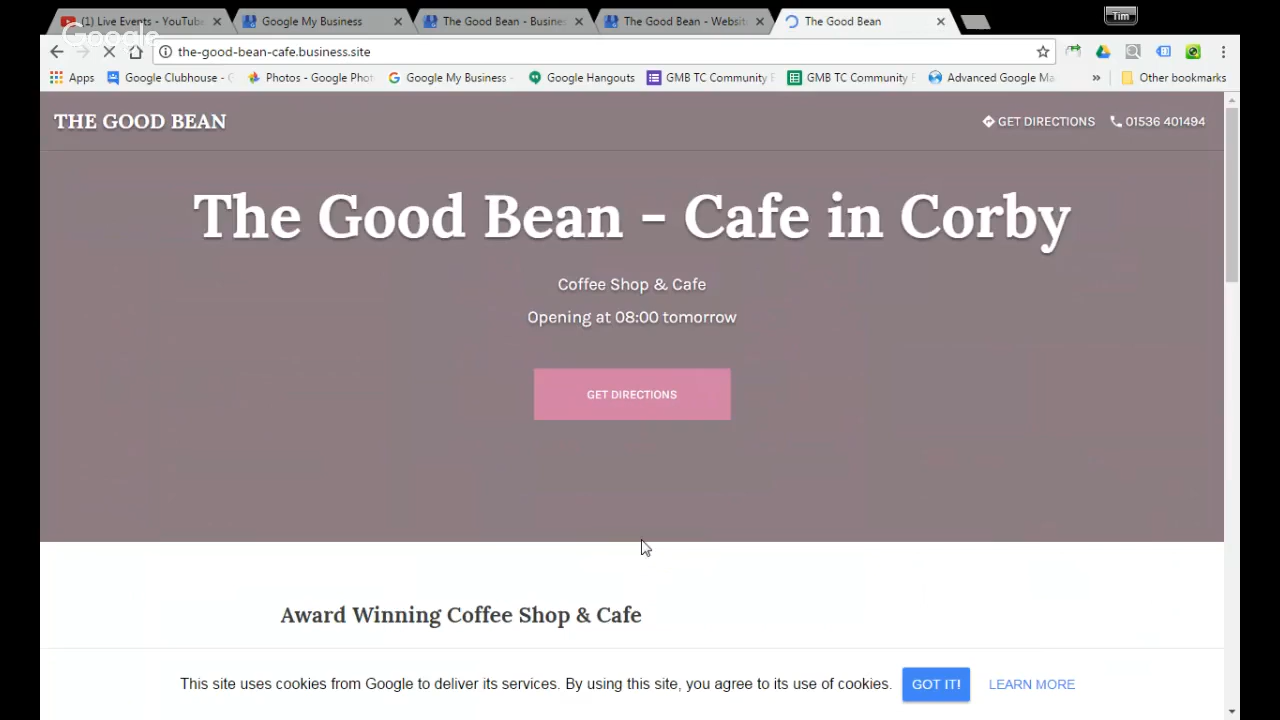 (1) Live Events - YouTube
Google My Business
The Good Bean - Busines
The Good Bean - Websit
The Good Bean
Tim
Google
the-good-bean-cafe.business.site
Apps
Google Clubhouse - G
Photos - Google Phot
Google My Business -
Google Hangouts
GMB TC Community E
GMB TC Community F
Advanced Google Ma
»
Other bookmarks
THE GOOD BEAN
GET DIRECTIONS
01536 401494
The Good Bean - Cafe in Corby
Coffee Shop & Cafe
Opening at 08:00 tomorrow
GET DIRECTIONS
Award Winning Coffee Shop & Cafe
This site uses cookies from Google to deliver its services. By using this site, you agree to its use of cookies.
GOT IT!
LEARN MORE